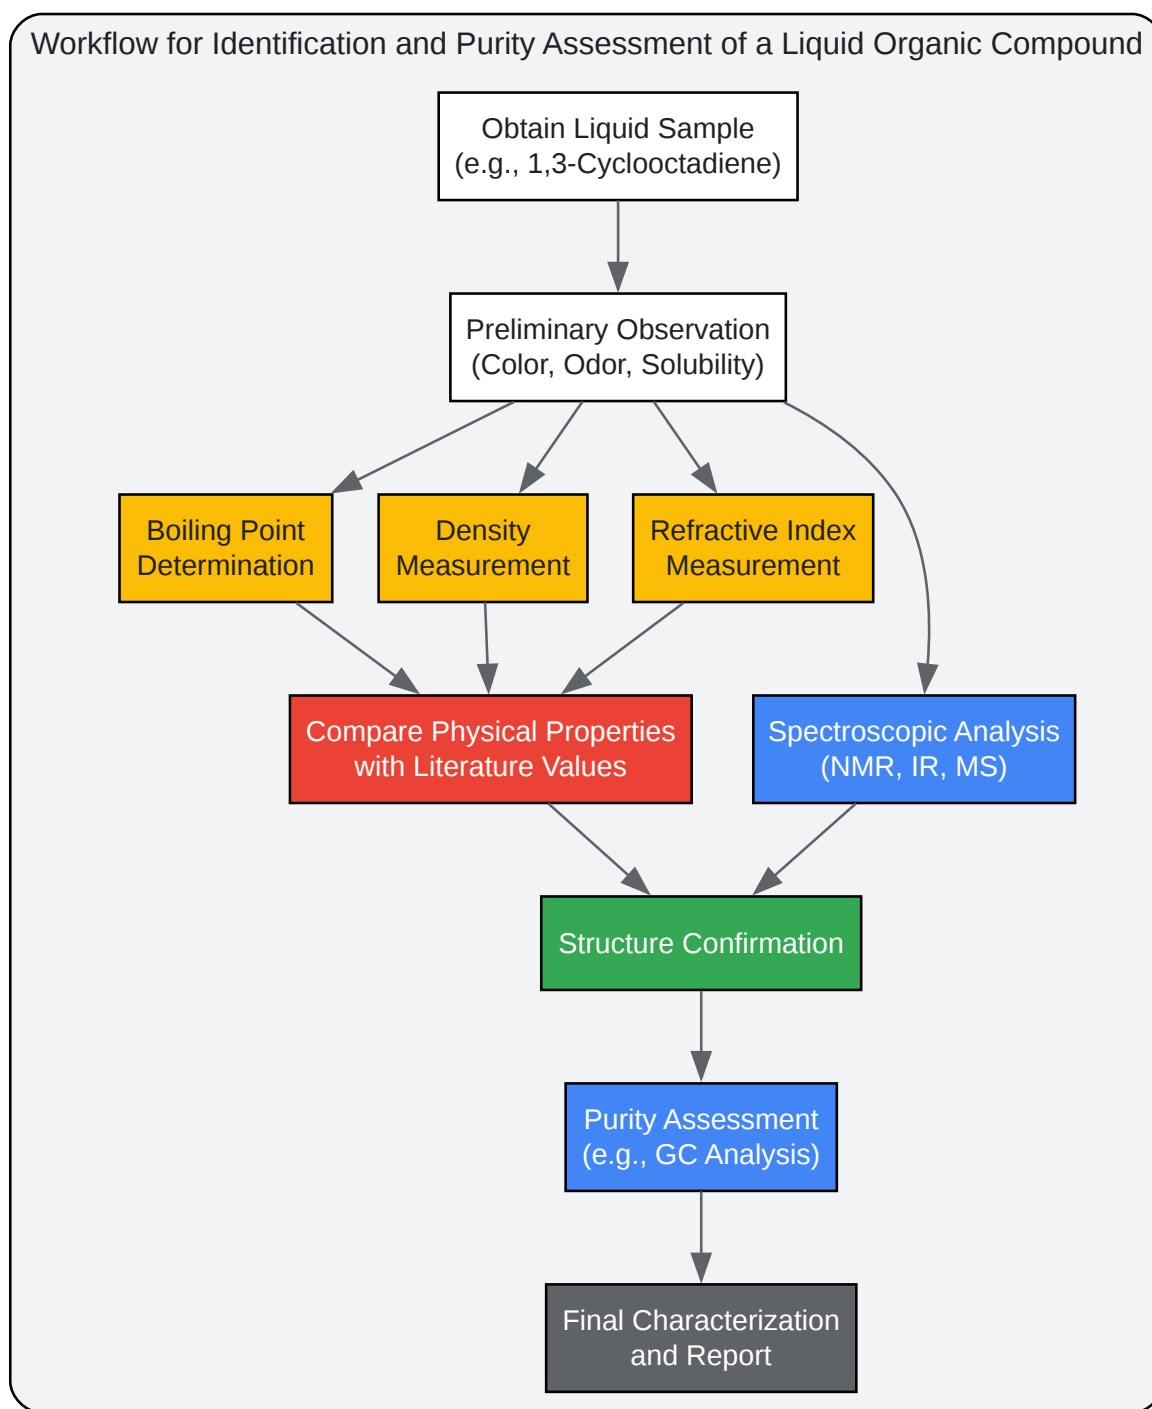 Workflow for Identification and Purity Assessment of a Liquid Organic Compound
Obtain Liquid Sample
(e.g., 1,3-Cyclooctadiene)
Preliminary Observation
(Color, Odor, Solubility)
Boiling Point
Determination
Density
Measurement
Refractive Index
Measurement
Compare Physical Properties
with Literature Values
Spectroscopic Analysis
(NMR, IR, MS)
Structure Confirmation
Purity Assessment
(e.g., GC Analysis)
Final Characterization
and Report